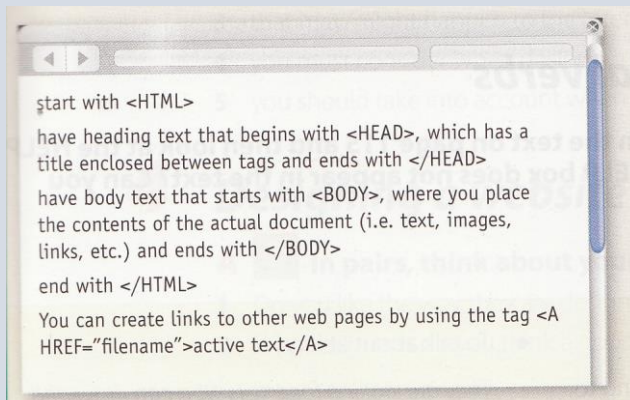 start with <HTML>
have heading text that begins with <HEAD>, which has a
title enclosed between tags and ends with </HEAD>
have body text that starts with <BODY>, where you place
the contents of the actual document (i.e. text, images,
links, etc.) and ends with </BODY>
end with </HTML>
You can create links to other web pages by using the tag <A
HREF="filename">active text</A>